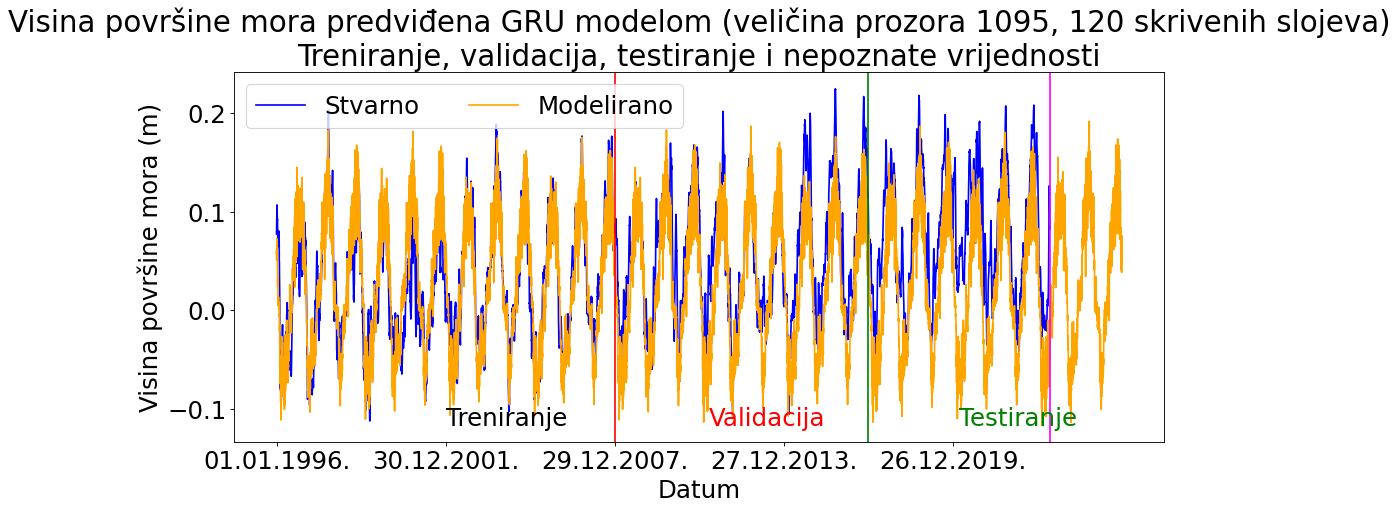 Visina površine mora predviđena GRU modelom (veličina prozora 1095, 120 skrivenih slojeva)
Treniranje, validacija, testiranje i nepoznate vrijednosti
Stvarno
Modelirano
Visina površine mora (m)
0.2
0.1
0.0
−0.1
Treniranje
Validacija
Testiranje
01.01.1996.
30.12.2001.
29.12.2007.
27.12.2013.
26.12.2019.
Datum